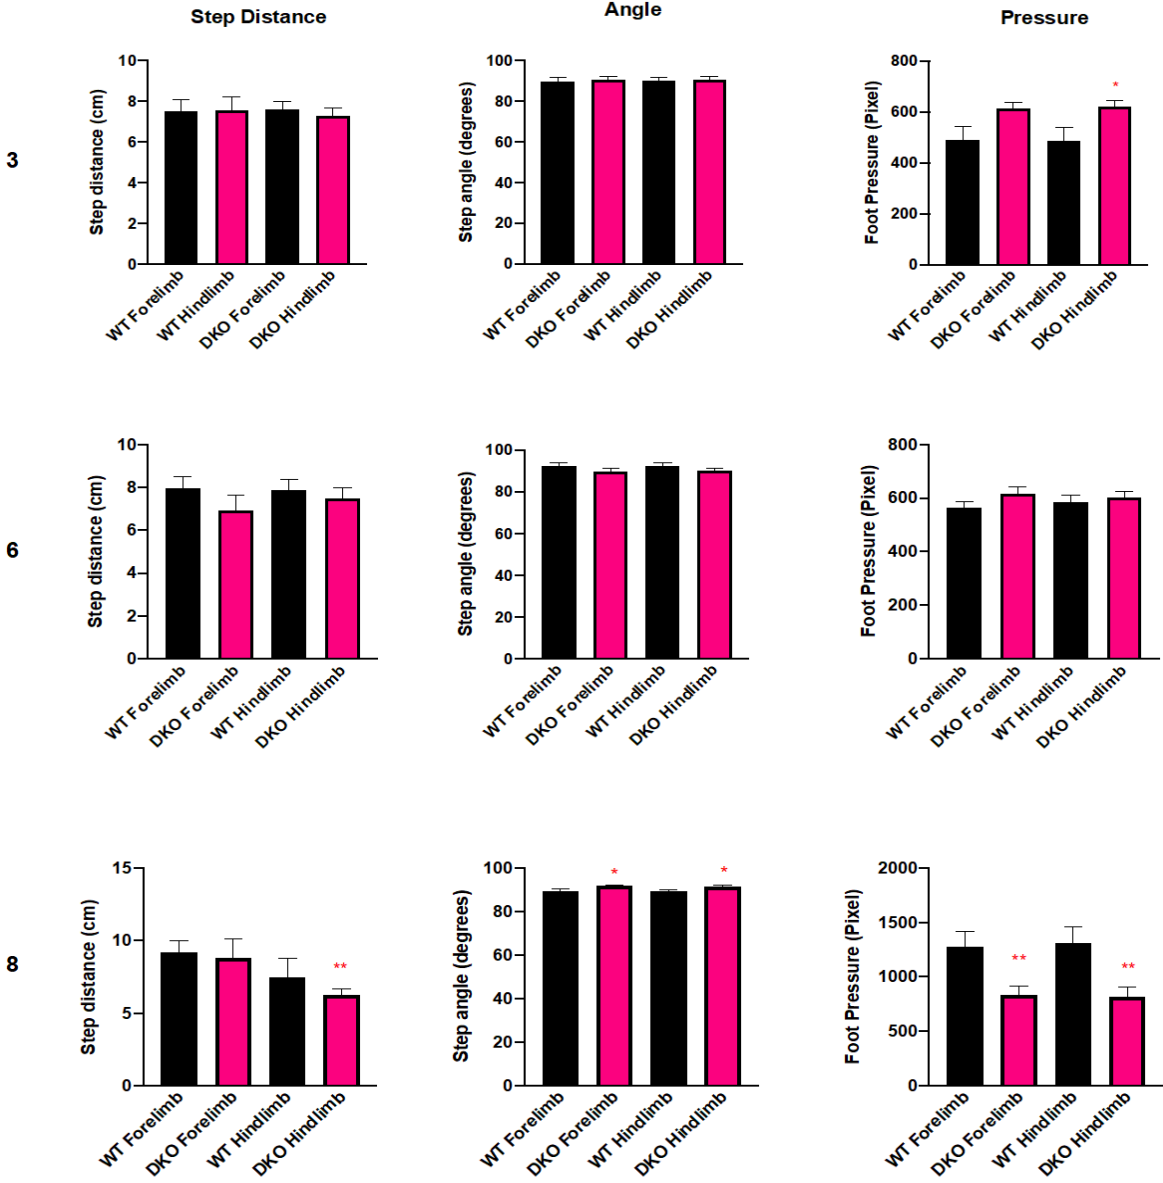 Step Distance
Angle
Pressure
3
Step distance (cm)
10
8
6
4
2
0
WT Forelimb
WT Hindlimb
DKO Forelimb
DKO Hindlimb
Step angle (degrees)
100
80
60
40
20
0
WT Forelimb
DKO Forelimb
WT Hindlimb
DKO Hindlimb
Foot Pressure (Pixel)
800
600
400
200
0
*
WT Forelimb
DKO Forelimb
WT Hindlimb
DKO Hindlimb
6
Step distance (cm)
10
8
6
4
2
0
WT Forelimb
DKO Forelimb
WT Hindlimb
DKO Hindlimb
Step angle (degrees)
100
80
60
40
20
0
WT Forelimb
DKO Forelimb
WT Hindlimb
DKO Hindlimb
Foot Pressure (Pixel)
800
600
400
200
0
WT Forelimb
DKO Forelimb
WT Hindlimb
DKO Hindlimb
8
Step distance (cm)
15
10
5
0
**
WT Forelimb
DKO Forelimb
WT Hindlimb
DKO Hindlimb
Step angle (degrees)
100
80
60
40
20
0
*
*
WT Forelimb
DKO Forelimb
WT Hindlimb
DKO Hindlimb
Foot Pressure (Pixel)
2000
1500
1000
500
0
**
**
WT Forelimb
DKO Forelimb
WT Hindlimb
DKO Hindlimb